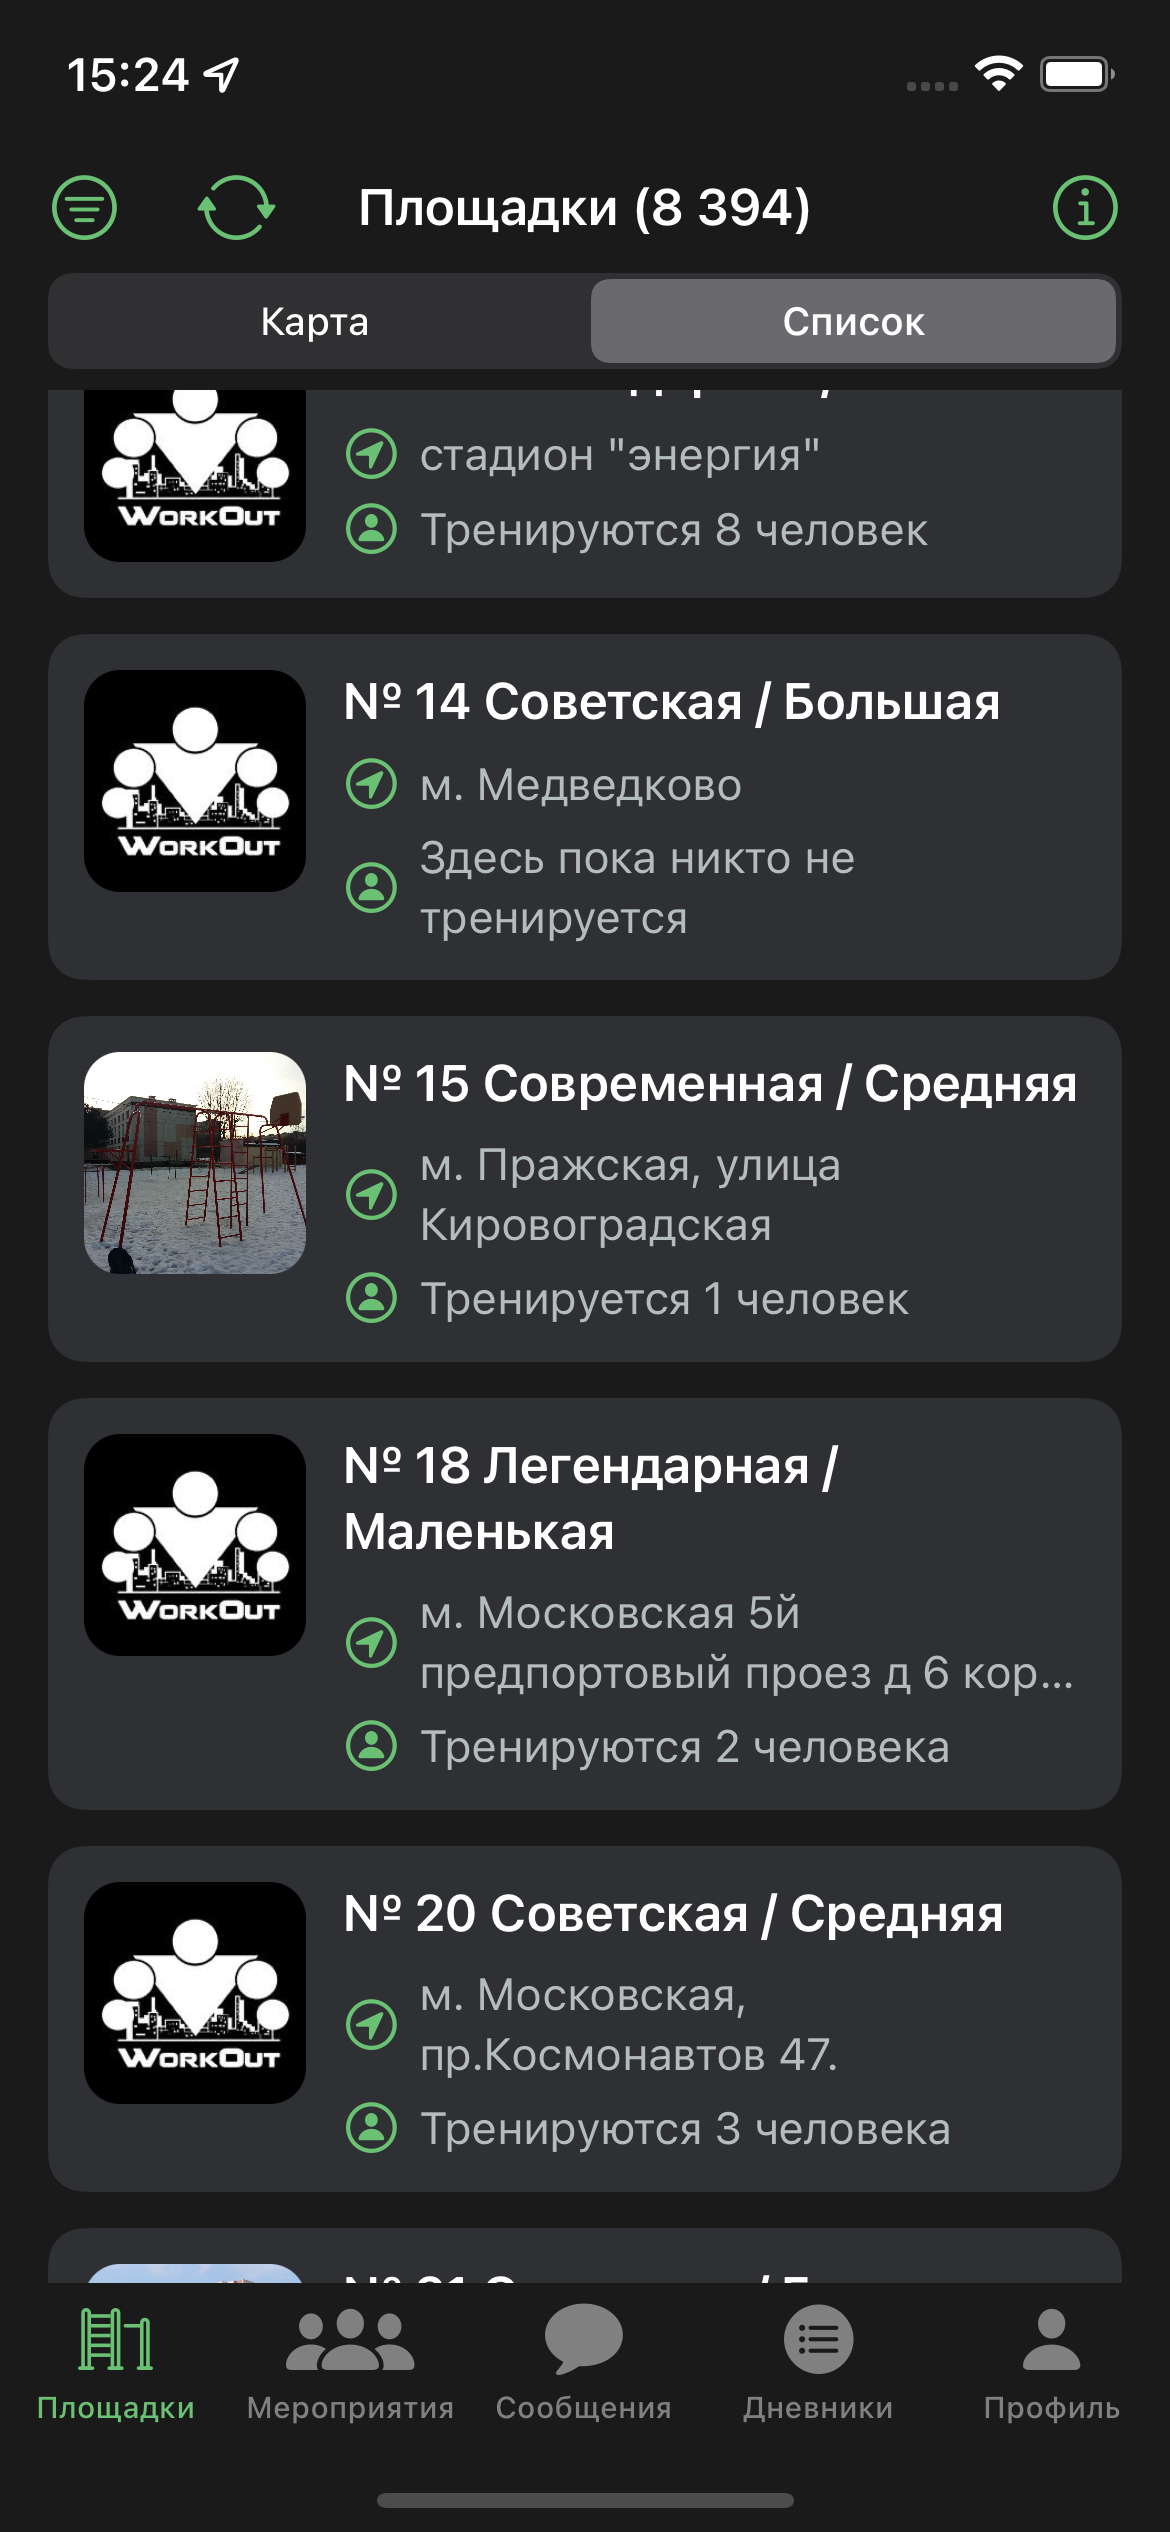 15:24
Площадки (8 394)
Карта
Список
стадион "энергия"
Тренируются 8 человек
WORKOUT
№ 14 Советская / Большая
м. Медведково
Здесь пока никто не
тренируется
WORKOUT
№ 15 Современная / Средняя
м. Пражская, улица
Кировоградская
Тренируется 1 человек
№ 18 Легендарная /
Маленькая
м. Московская 5й
предпортовый проез д 6 кор...
Тренируются 2 человека
WORKOUT
№ 20 Советская / Средняя
м. Московская,
пр.Космонавтов 47.
Тренируются 3 человека
WORKOUT
Площадки
Мероприятия
Сообщения
Дневники
Профиль